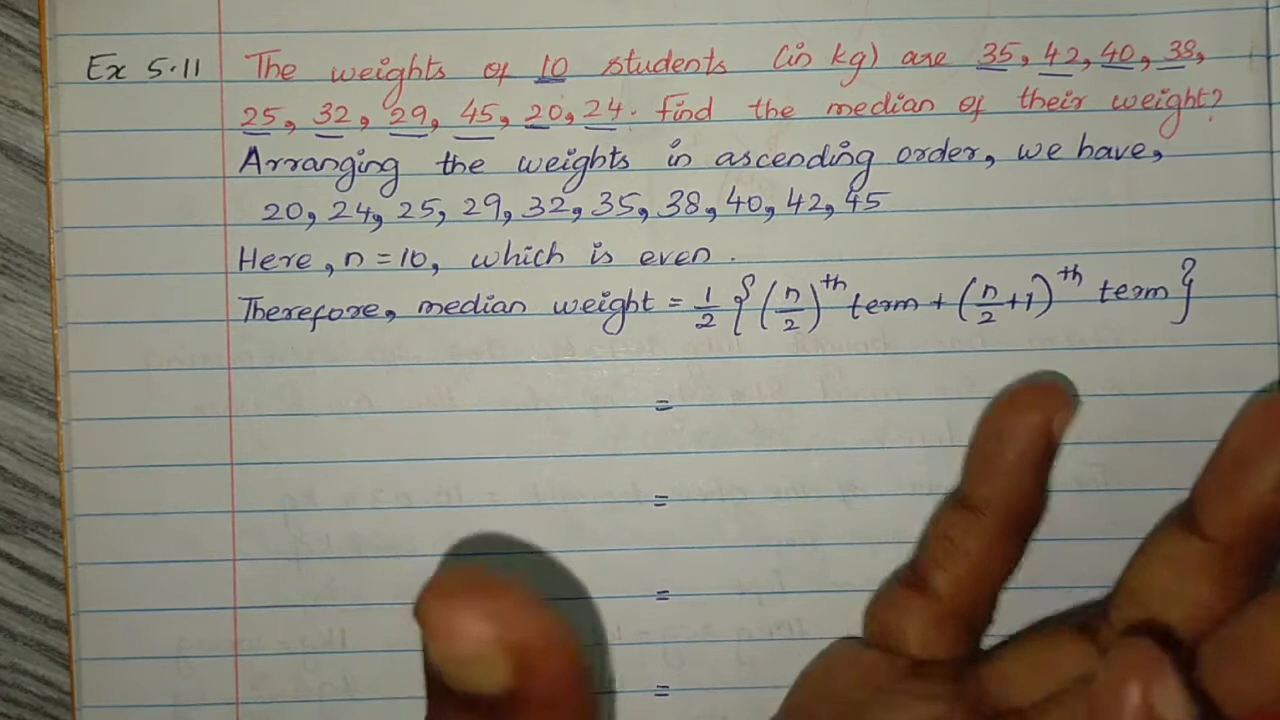 Ex 5.11 The weights of 10 students (in kg) are 35, 42, 40, 38,
25, 32, 29, 45, 20, 24. Find the median of their weight?
Arranging the weights in ascending order, we have,
20, 24, 25, 29, 32, 35, 38, 40, 42, 45
Here, n = 10, which is even.
Therefore, median weight = 1/2 { (n/2)th term + (n/2 + 1)th term }
=
=
=
=